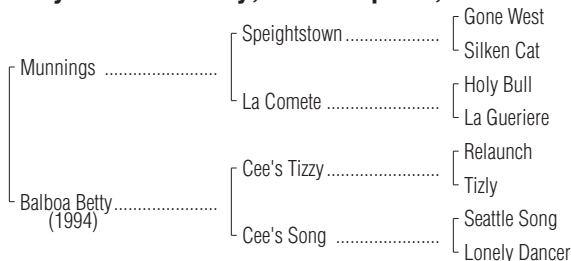 Gone West
Speightstown ....................
Silken Cat
Munnings ........................
Holy Bull
La Comete ........................
La Gueriere
Relaunch
Cee's Tizzy ........................
Tizly
Balboa Betty ......................
(1994)
Seattle Song
Cee's Song ......................
Lonely Dancer